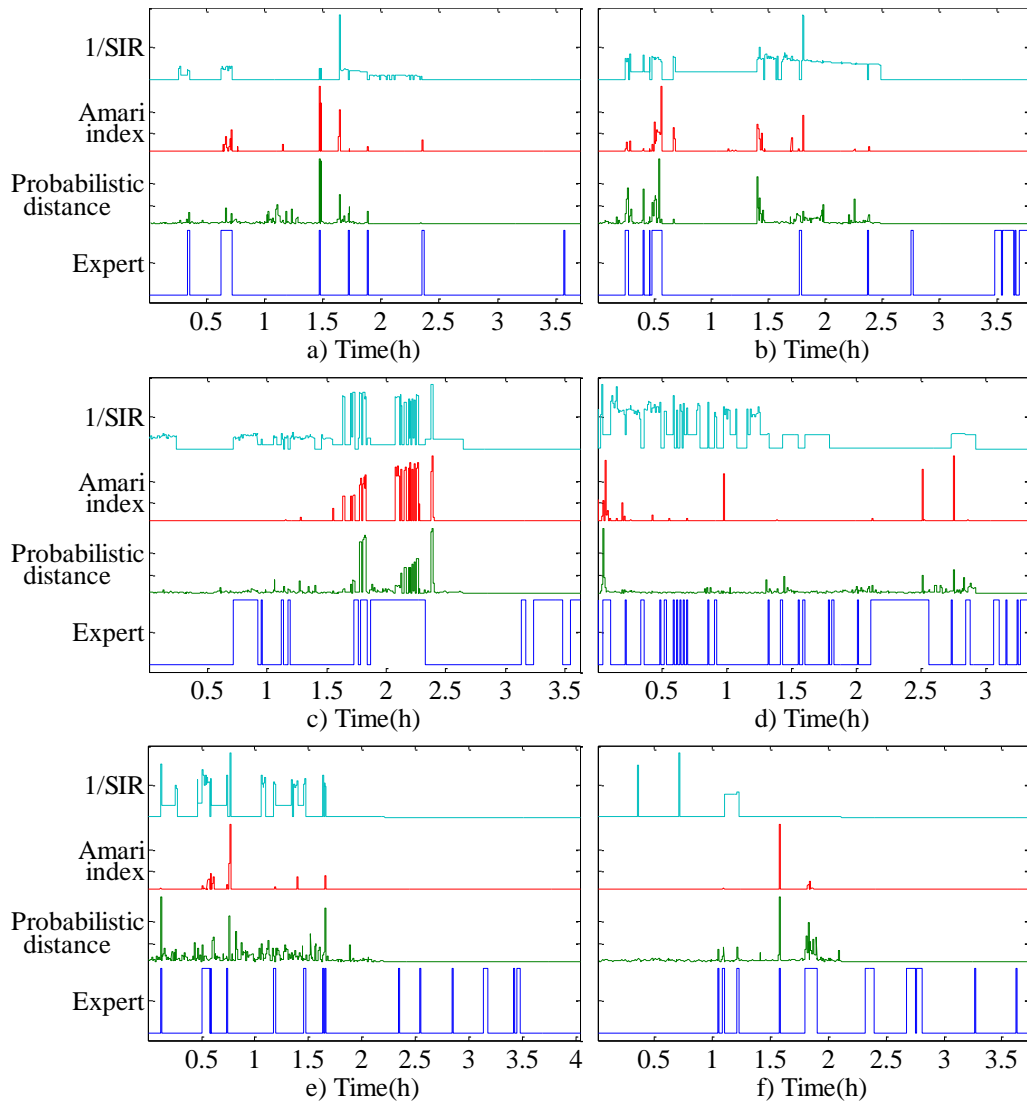 1/SIR
Amari
index
Probabilistic
distance
Expert
0.5 1 1.5 2 2.5 3 3.5
a) Time(h)
0.5 1 1.5 2 2.5 3 3.5
b) Time(h)
1/SIR
Amari
index
Probabilistic
distance
Expert
0.5 1 1.5 2 2.5 3 3.5
c) Time(h)
0.5 1 1.5 2 2.5 3
d) Time(h)
1/SIR
Amari
index
Probabilistic
distance
Expert
0.5 1 1.5 2 2.5 3 3.5 4
e) Time(h)
0.5 1 1.5 2 2.5 3 3.5
f) Time(h)